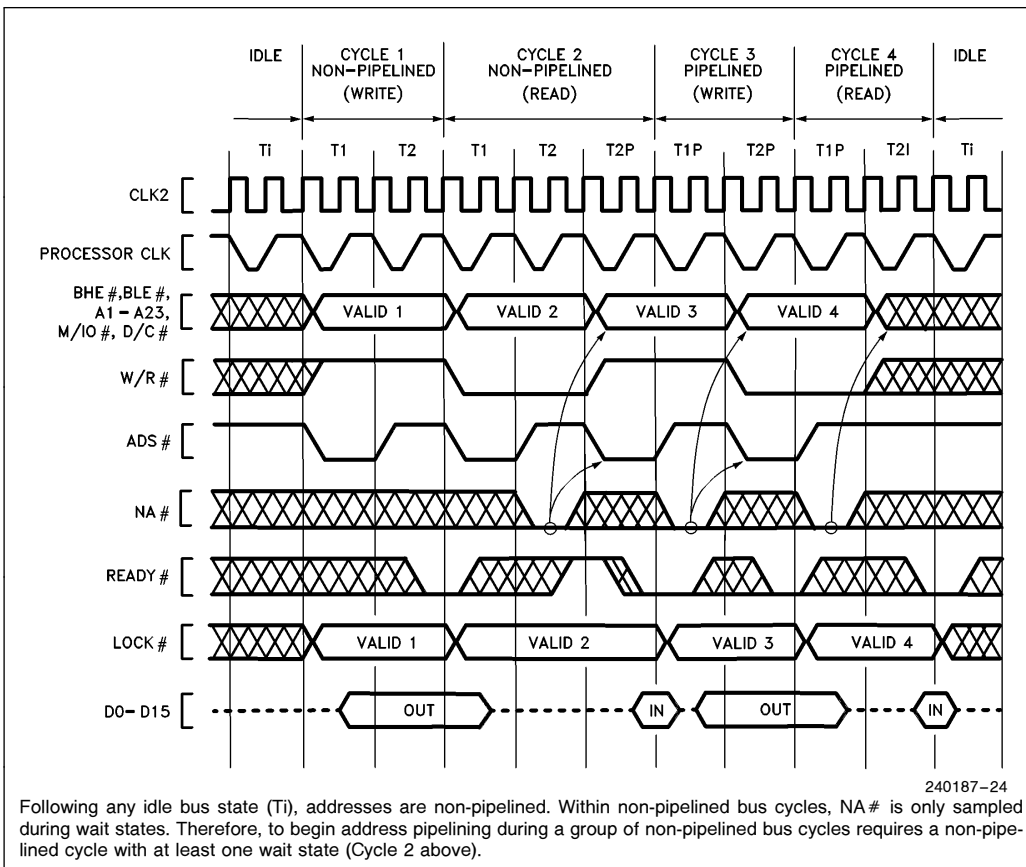 IDLE
CYCLE 1
NON-PIPELINED
(WRITE)
CYCLE 2
NON-PIPELINED
(READ)
CYCLE 3
PIPELINED
(WRITE)
CYCLE 4
PIPELINED
(READ)
IDLE
Ti T1 T2 T1 T2 T2P T1P T2P T1P T2I Ti
CLK2
PROCESSOR CLK
BHE #,BLE #,
A1 – A23,
M/IO #, D/C #
VALID 1 VALID 2 VALID 3 VALID 4
W/R #
ADS #
NA #
READY #
LOCK #
VALID 1 VALID 2 VALID 3 VALID 4
D0– D15
OUT IN OUT IN
240187–24
Following any idle bus state (Ti), addresses are non-pipelined. Within non-pipelined bus cycles, NA# is only sampled
during wait states. Therefore, to begin address pipelining during a group of non-pipelined bus cycles requires a non-pipe-
lined cycle with at least one wait state (Cycle 2 above).